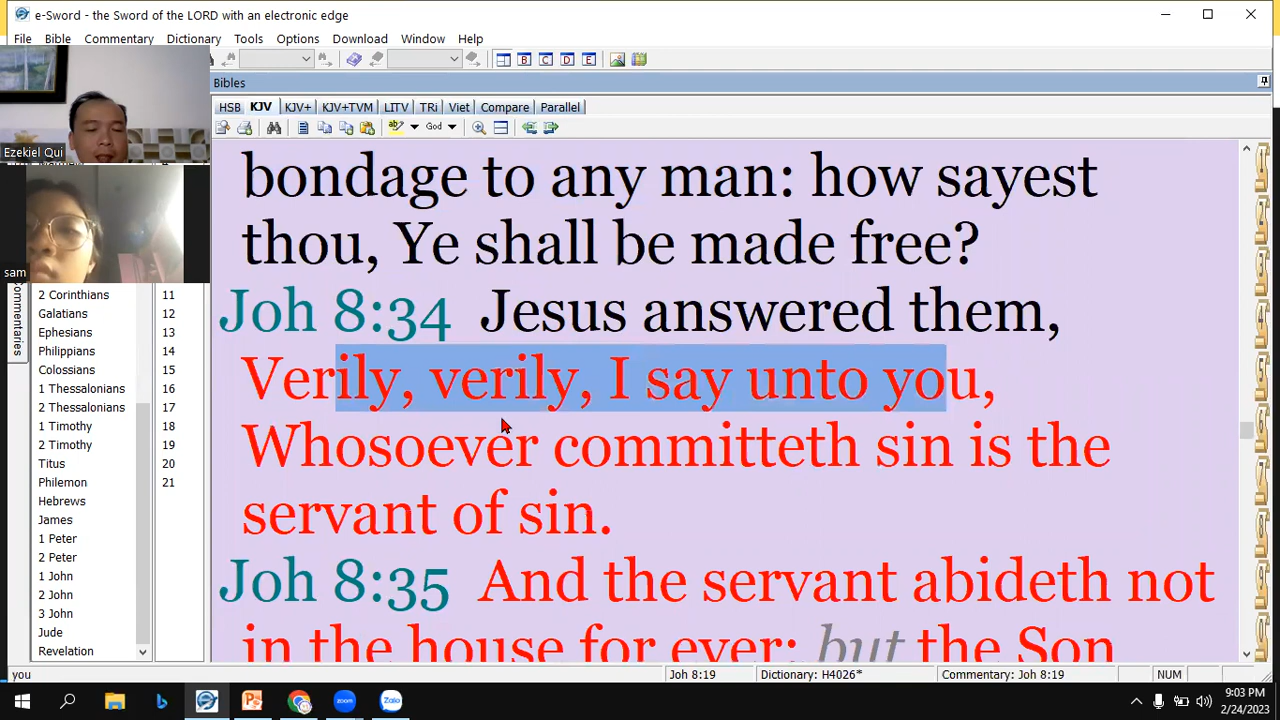 e-Sword - the Sword of the LORD with an electronic edge
File Bible Commentary Dictionary Tools Options Download Window Help
B C D E
Bibles
HSB KJV KJV+ KJV+TVM LITV TRi Viet Compare Parallel
God
Ezekiel Qui
sam
Commentaries
2 Corinthians 11
Galatians 12
Ephesians 13
Philippians 14
Colossians 15
1 Thessalonians 16
2 Thessalonians 17
1 Timothy 18
2 Timothy 19
Titus 20
Philemon 21
Hebrews
James
1 Peter
2 Peter
1 John
2 John
3 John
Jude
Revelation
bondage to any man: how sayest
thou, Ye shall be made free?
Joh 8:34 Jesus answered them,
Verily, verily, I say unto you,
Whosoever committeth sin is the
servant of sin.
Joh 8:35 And the servant abideth not
in the house for ever: but the Son
you Joh 8:19 Dictionary: H4026* Commentary: Joh 8:19 NUM
zoom Zalo
9:03 PM
2/24/2023